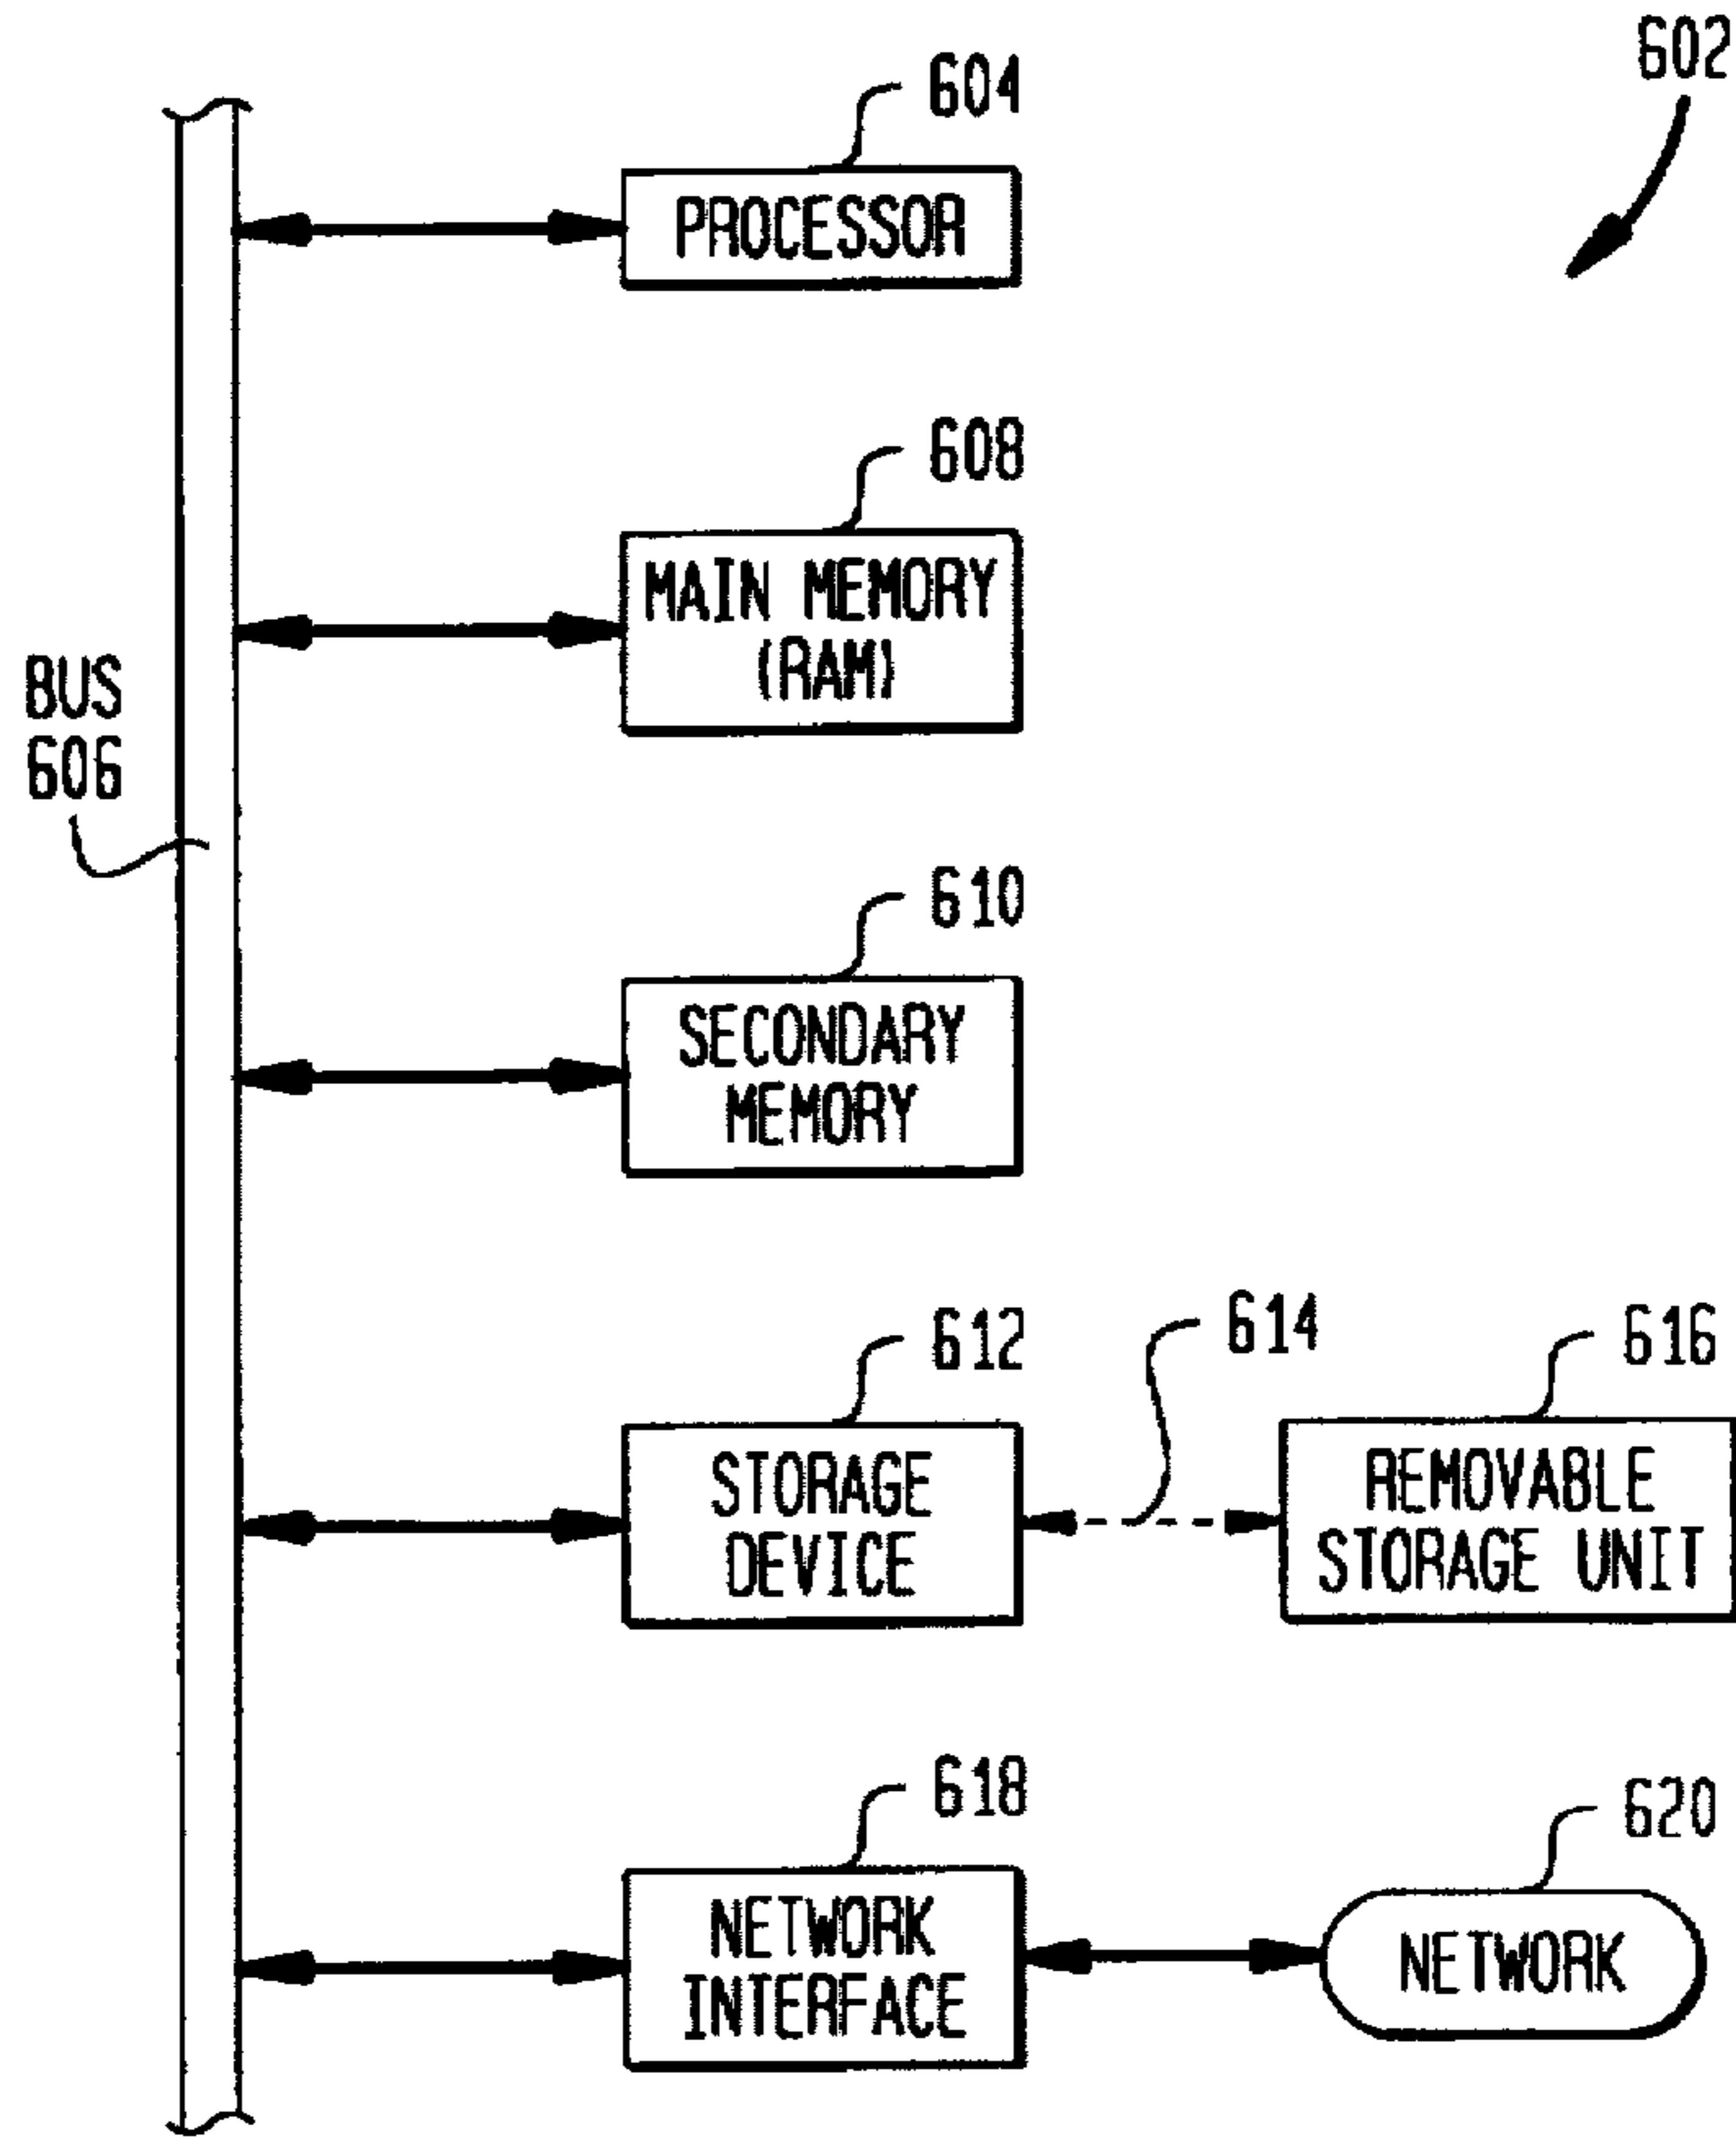 602
604
PROCESSOR
608
MAIN MEMORY
(RAM)
BUS
606
610
SECONDARY
MEMORY
612
614
616
STORAGE
DEVICE
REMOVABLE
STORAGE UNIT
618
620
NETWORK
INTERFACE
NETWORK